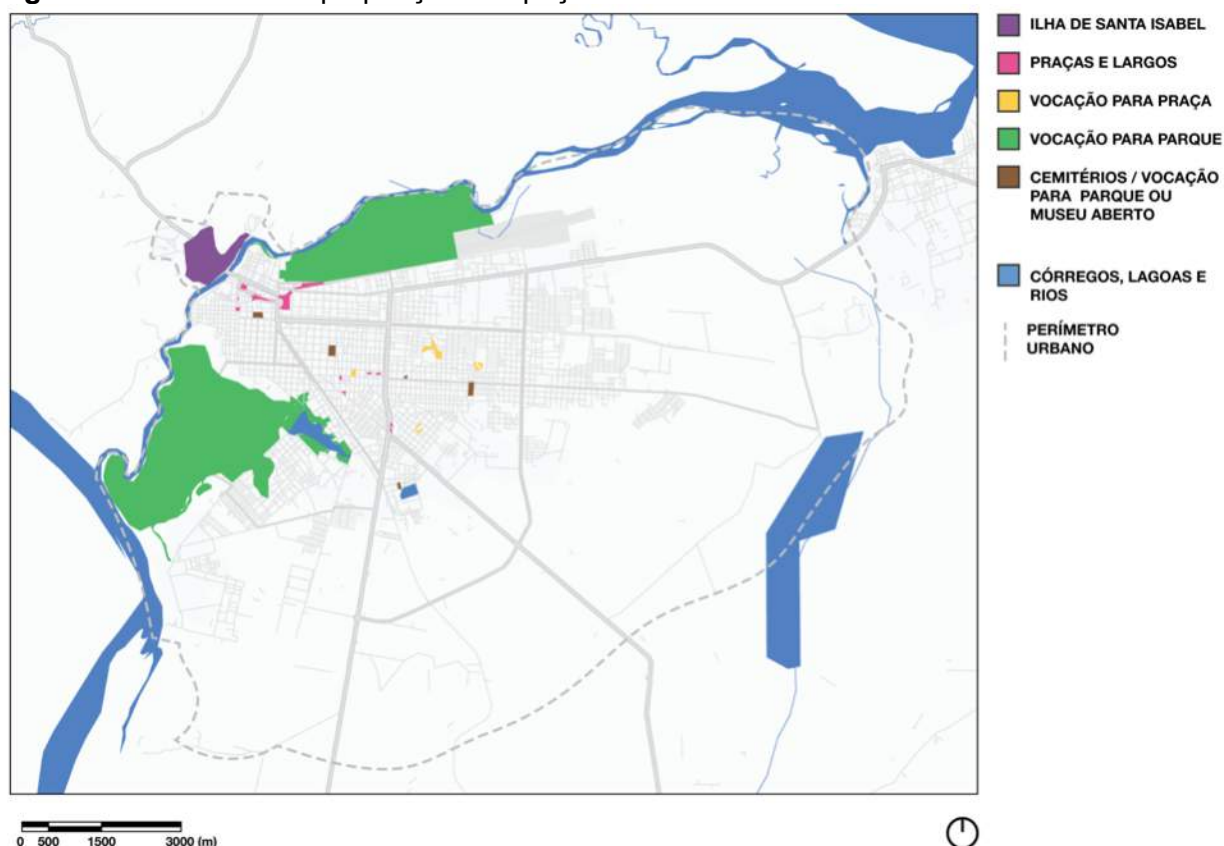 ILHA DE SANTA ISABEL
PRAÇAS E LARGOS
VOCAÇÃO PARA PRAÇA
VOCAÇÃO PARA PARQUE
CEMITÉRIOS / VOCAÇÃO
PARA PARQUE OU
MUSEU ABERTO
CÓRREGOS, LAGOAS E
RIOS
PERÍMETRO
URBANO
0 500 1500 3000 (m)